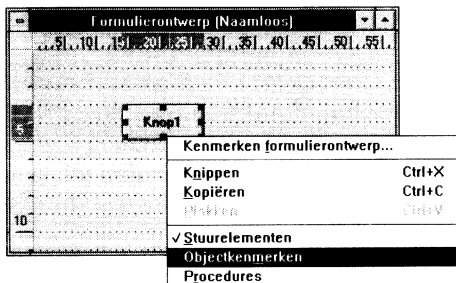 Formulierontwerp (Naamloos)
5 10 15 20 25 30 35 40 45 50 55
5
Knop1
Kenmerken formulierontwerp...
Knippen Ctrl+X
Kopiëren Ctrl+C
Plakken Ctrl+V
10
√ Stuurelementen
Objectkenmerken
Procedures